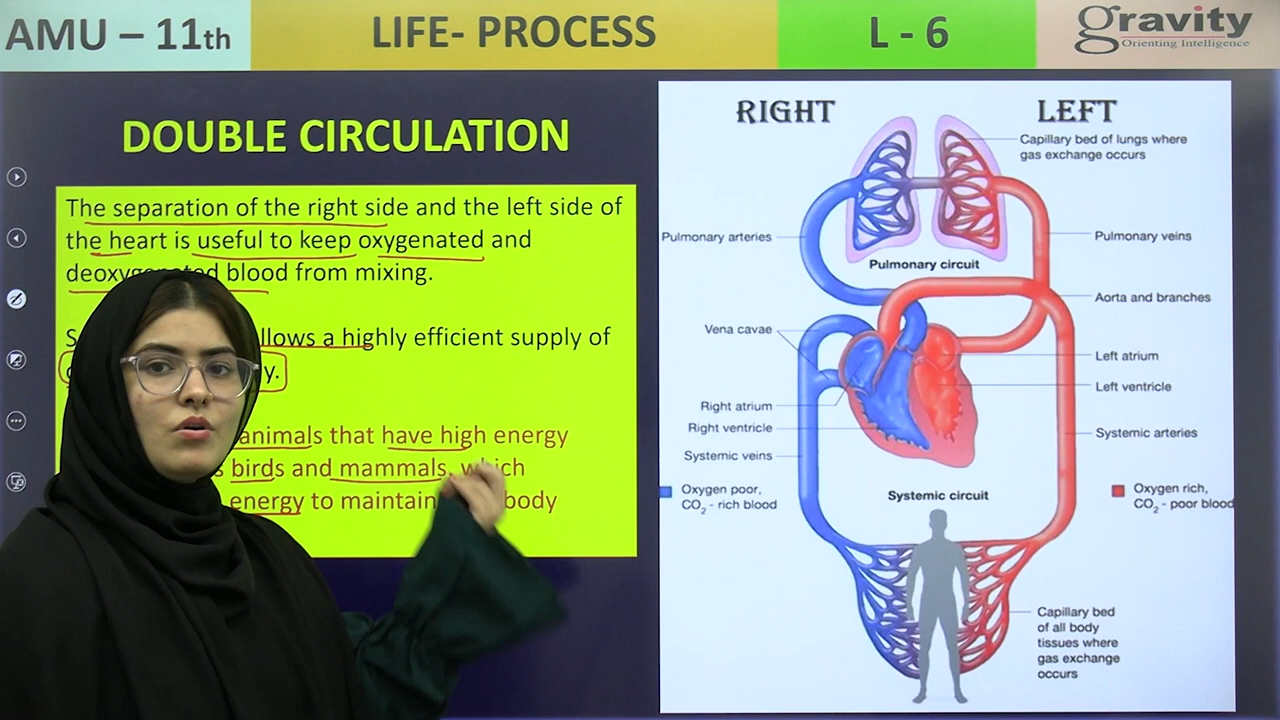 AMU – 11th
LIFE- PROCESS
L - 6
gravity
Orienting Intelligence
DOUBLE CIRCULATION
The separation of the right side and the left side of
the heart is useful to keep oxygenated and
deoxygenated blood from mixing.
allows a highly efficient supply of
animals that have high energy
birds and mammals, which
energy to maintain body
RIGHT
LEFT
Capillary bed of lungs where
gas exchange occurs
Pulmonary arteries
Pulmonary veins
Pulmonary circuit
Aorta and branches
Vena cavae
Left atrium
Left ventricle
Right atrium
Right ventricle
Systemic arteries
Systemic veins
Systemic circuit
Oxygen poor,
CO2 - rich blood
Oxygen rich,
CO2 - poor blood
Capillary bed
of all body
tissues where
gas exchange
occurs